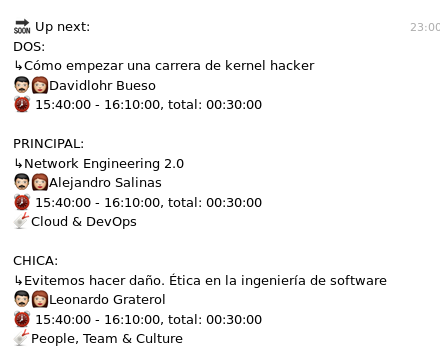 SOON Up next:
23:00
DOS:
↳Cómo empezar una carrera de kernel hacker
Davidlohr Bueso
15:40:00 - 16:10:00, total: 00:30:00
PRINCIPAL:
↳Network Engineering 2.0
Alejandro Salinas
15:40:00 - 16:10:00, total: 00:30:00
Cloud & DevOps
CHICA:
↳Evitemos hacer daño. Ética en la ingeniería de software
Leonardo Graterol
15:40:00 - 16:10:00, total: 00:30:00
People, Team & Culture